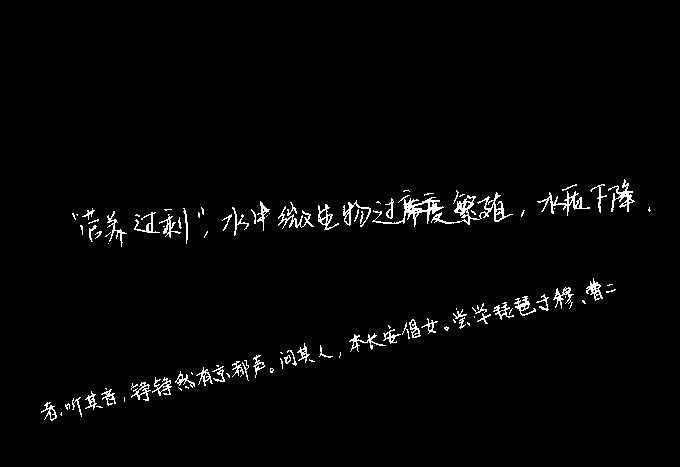 “营养过剩”，水中微生物过度繁殖，水质下降.
者，听其音，铮铮然有京都声。问其人，本长安倡女。尝学琵琶于穆、曹二